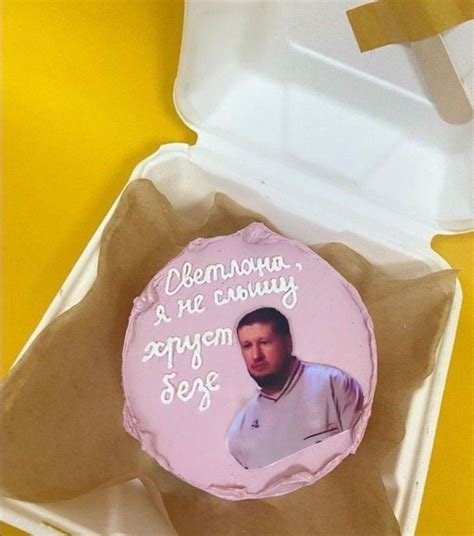 Светлана,
я не слышу
хруст
безе